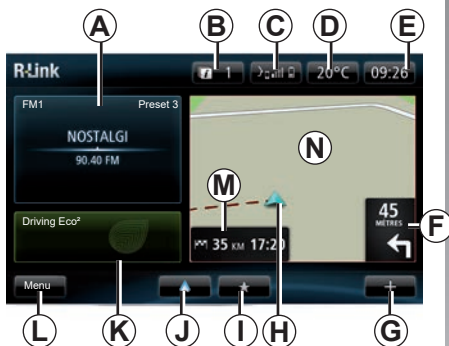 A
B
C
D
E
R-Link
1
20°C
09:26
FM1
Preset 3
NOSTALGI
90.40 FM
N
M
45
MÈTRES
F
35 KM 17:20
Driving Eco²
Menu
L
K
J
I
H
G